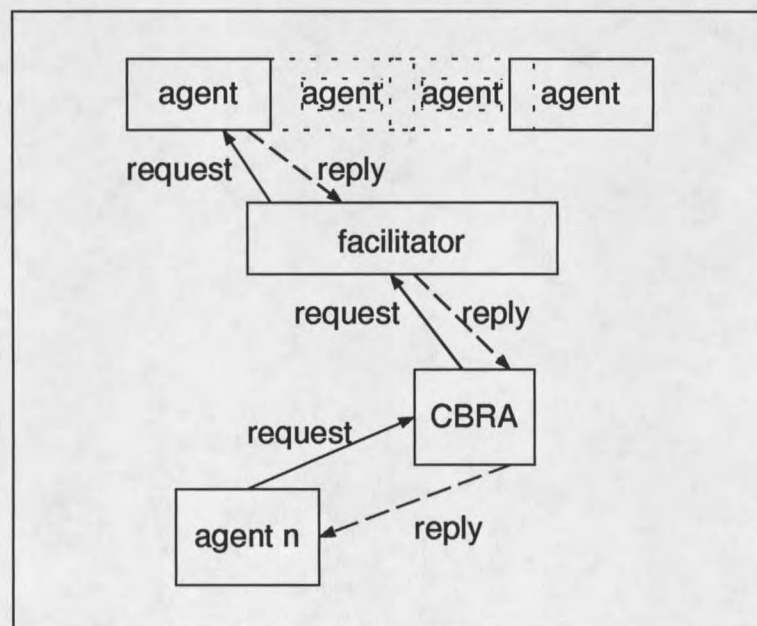 agent agent agent agent
request reply
facilitator
request reply
CBRA
request
agent n reply